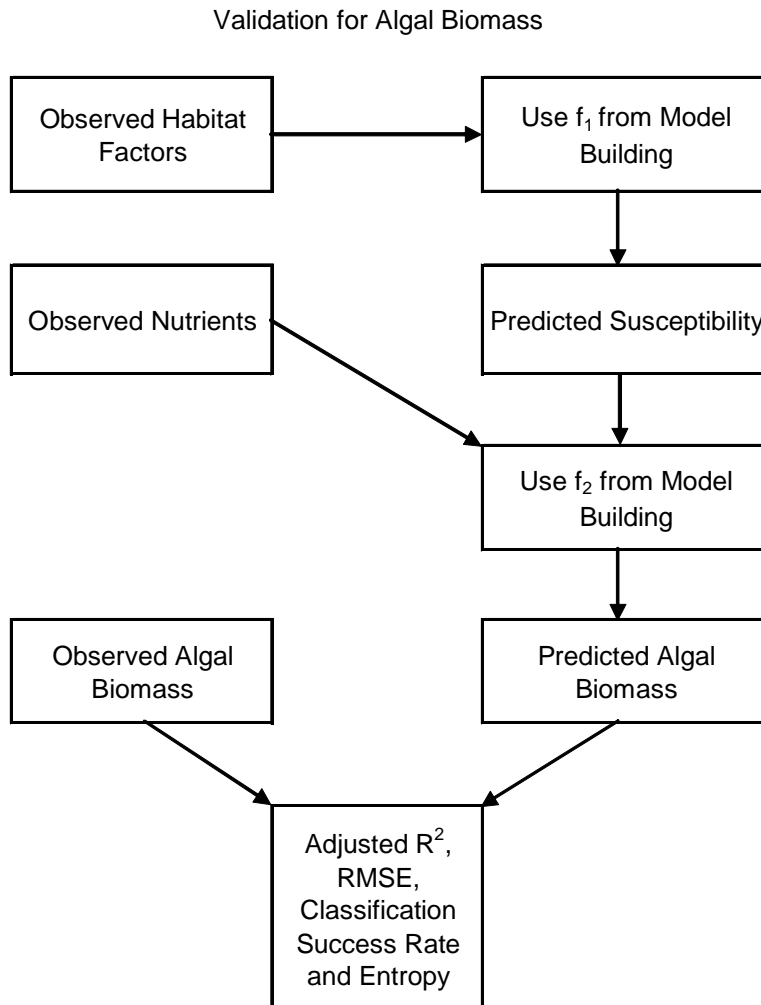 Validation for Algal Biomass
Observed Habitat
Factors
Use f₁ from Model
Building
Observed Nutrients
Predicted Susceptibility
Use f₂ from Model
Building
Observed Algal
Biomass
Predicted Algal
Biomass
Adjusted R²,
RMSE,
Classification
Success Rate
and Entropy